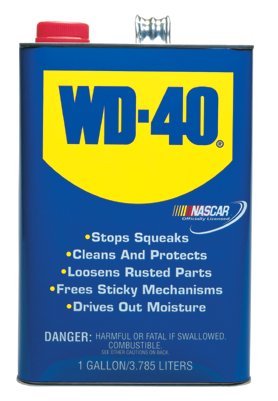 WD-40®
NASCAR
Officially Licensed
•Stops Squeaks
•Cleans And Protects
•Loosens Rusted Parts
•Frees Sticky Mechanisms
•Drives Out Moisture
DANGER: HARMFUL OR FATAL IF SWALLOWED.
COMBUSTIBLE.
SEE OTHER CAUTIONS ON BACK.
1 GALLON/3.785 LITERS